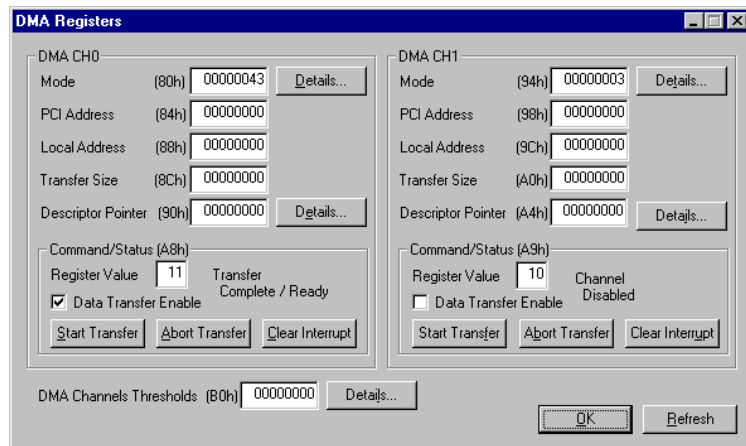 DMA Registers
DMA CH0
Mode (80h) 00000043 Details...
PCI Address (84h) 00000000
Local Address (88h) 00000000
Transfer Size (8Ch) 00000000
Descriptor Pointer (90h) 00000000 Details...
Command/Status (A8h)
Register Value 11 Transfer
Complete / Ready
Data Transfer Enable
Start Transfer Abort Transfer Clear Interrupt
DMA CH1
Mode (94h) 00000003 Details...
PCI Address (98h) 00000000
Local Address (9Ch) 00000000
Transfer Size (A0h) 00000000
Descriptor Pointer (A4h) 00000000 Details...
Command/Status (A9h)
Register Value 10 Channel
Disabled
Data Transfer Enable
Start Transfer Abort Transfer Clear Interrupt
DMA Channels Thresholds (B0h) 00000000 Details...
OK Refresh